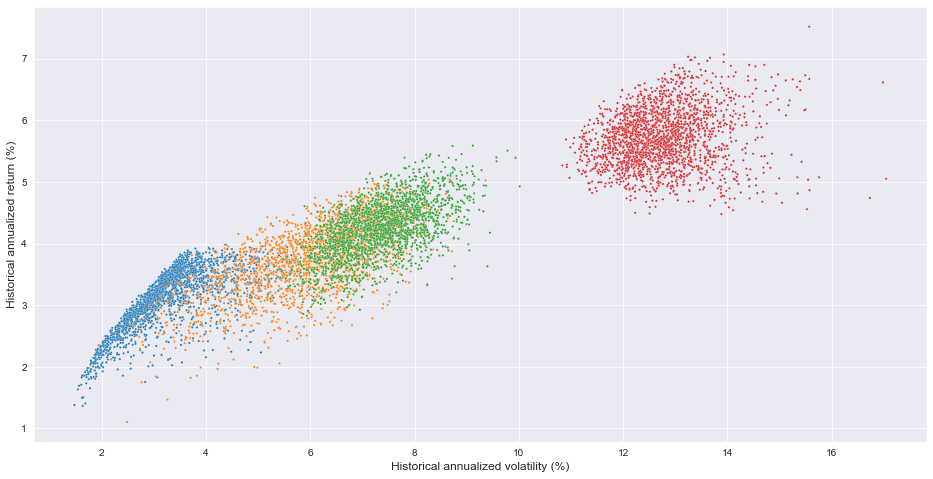 Historical annualized return (%)
7
6
5
4
3
2
1
2 4 6 8 10 12 14 16
Historical annualized volatility (%)